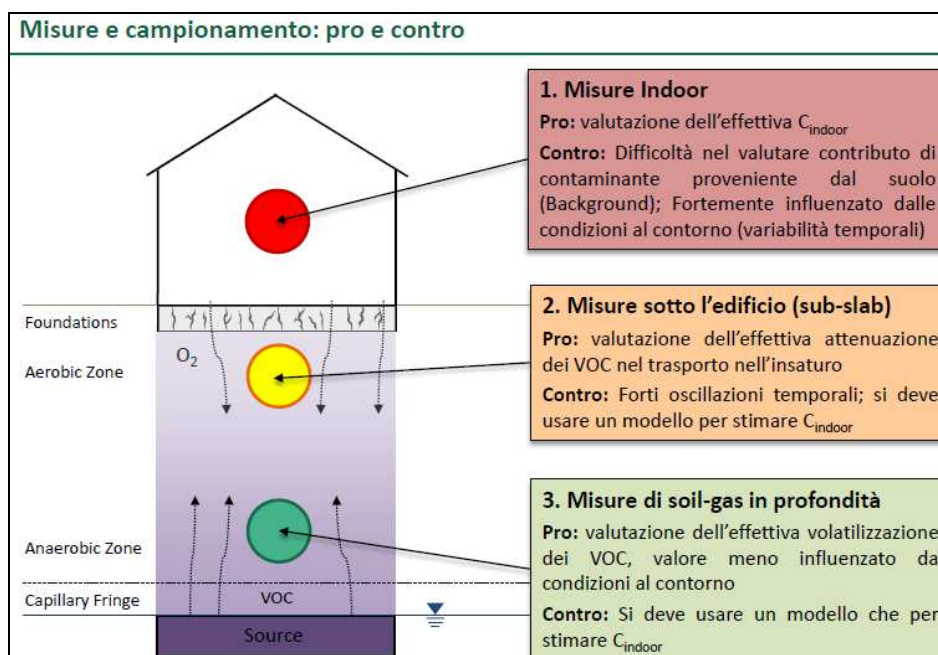 Misure e campionamento: pro e contro
1. Misure Indoor
Pro: valutazione dell'effettiva Cindoor
Contro: Difficoltà nel valutare contributo di
contaminante proveniente dal suolo
(Background); Fortemente influenzato dalle
condizioni al contorno (variabilità temporali)
Foundations
O2
Aerobic Zone
2. Misure sotto l'edificio (sub-slab)
Pro: valutazione dell'effettiva attenuazione
dei VOC nel trasporto nell'insaturo
Contro: Forti oscillazioni temporali; si deve
usare un modello per stimare Cindoor
Anaerobic Zone
Capillary Fringe
VOC
Source
3. Misure di soil-gas in profondità
Pro: valutazione dell'effettiva volatilizzazione
dei VOC, valore meno influenzato da
condizioni al contorno
Contro: Si deve usare un modello che per
stimare Cindoor